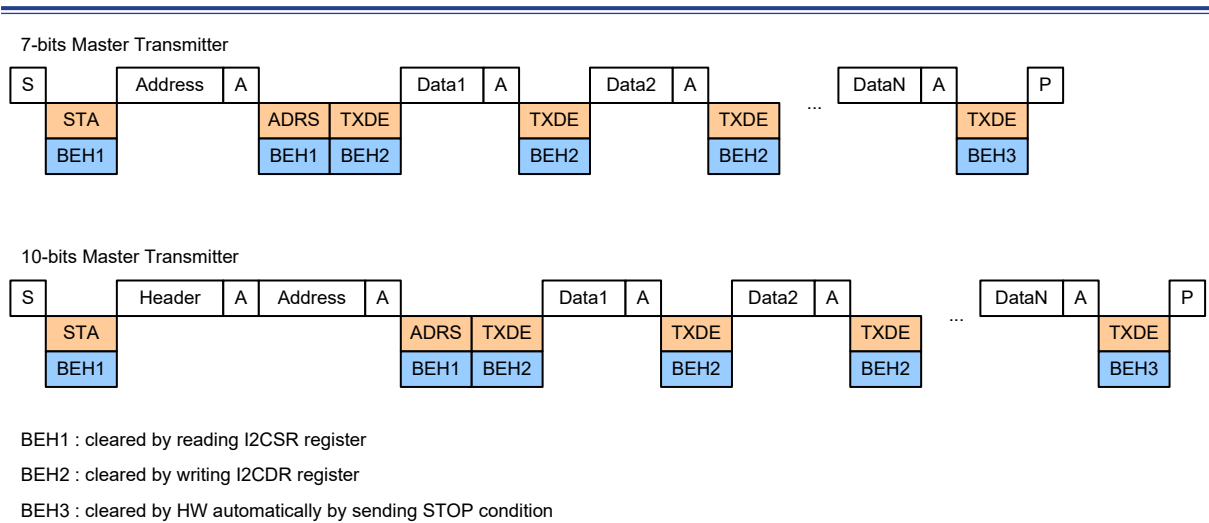 7-bits Master Transmitter
S Address A Data1 A Data2 A ... DataN A P
STA ADRS TXDE TXDE TXDE TXDE
BEH1 BEH1 BEH2 BEH2 BEH2 BEH3
10-bits Master Transmitter
S Header A Address A Data1 A Data2 A ... DataN A P
STA ADRS TXDE TXDE TXDE TXDE
BEH1 BEH1 BEH2 BEH2 BEH2 BEH3
BEH1 : cleared by reading I2CSR register
BEH2 : cleared by writing I2CDR register
BEH3 : cleared by HW automatically by sending STOP condition